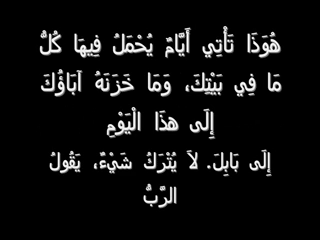 هُوَذَا تَأْتِي أَيَّامٌ يُحْمَلُ فِيهَا كُلُّ
مَا فِي بَيْتِكَ، وَمَا خَزَنَهُ آبَاؤُكَ
إِلَى هذَا الْيَوْمِ
إِلَى بَابِلَ. لاَ يُتْرَكُ شَيْءٌ، يَقُولُ
الرَّبُّ